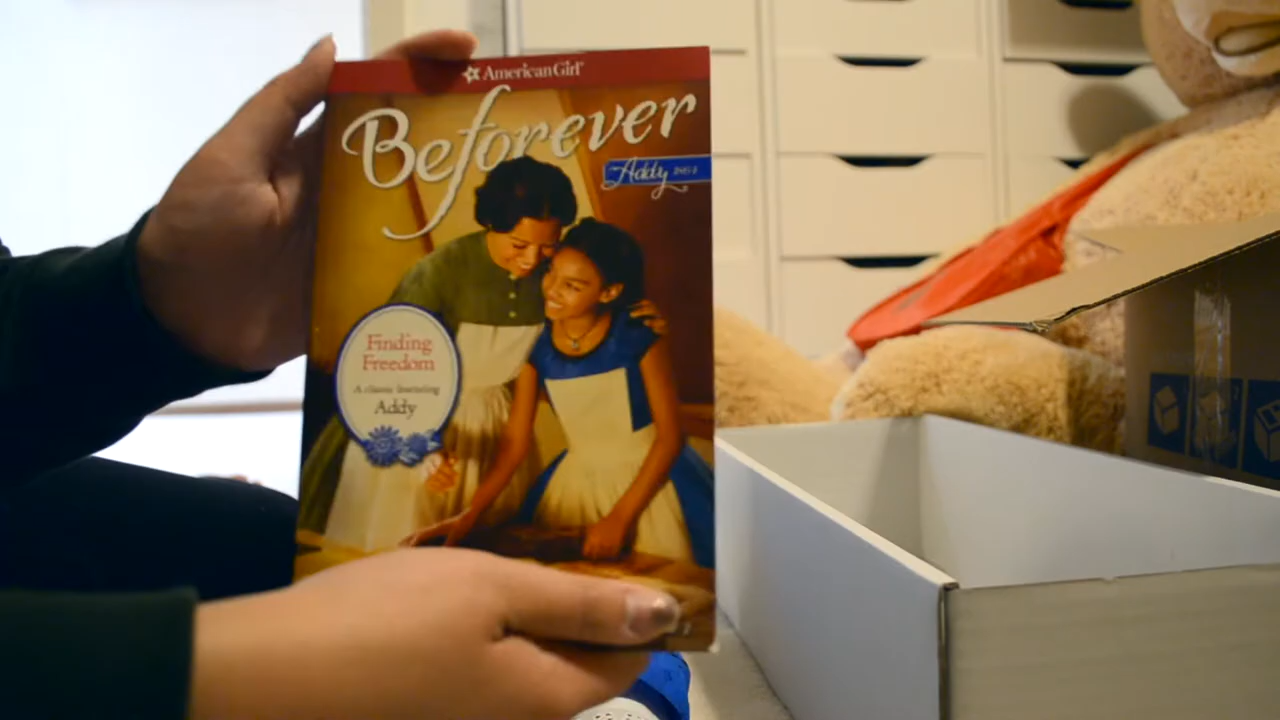 American Girl®
Beforever
Addy 1864
Finding
Freedom
A classic featuring
Addy